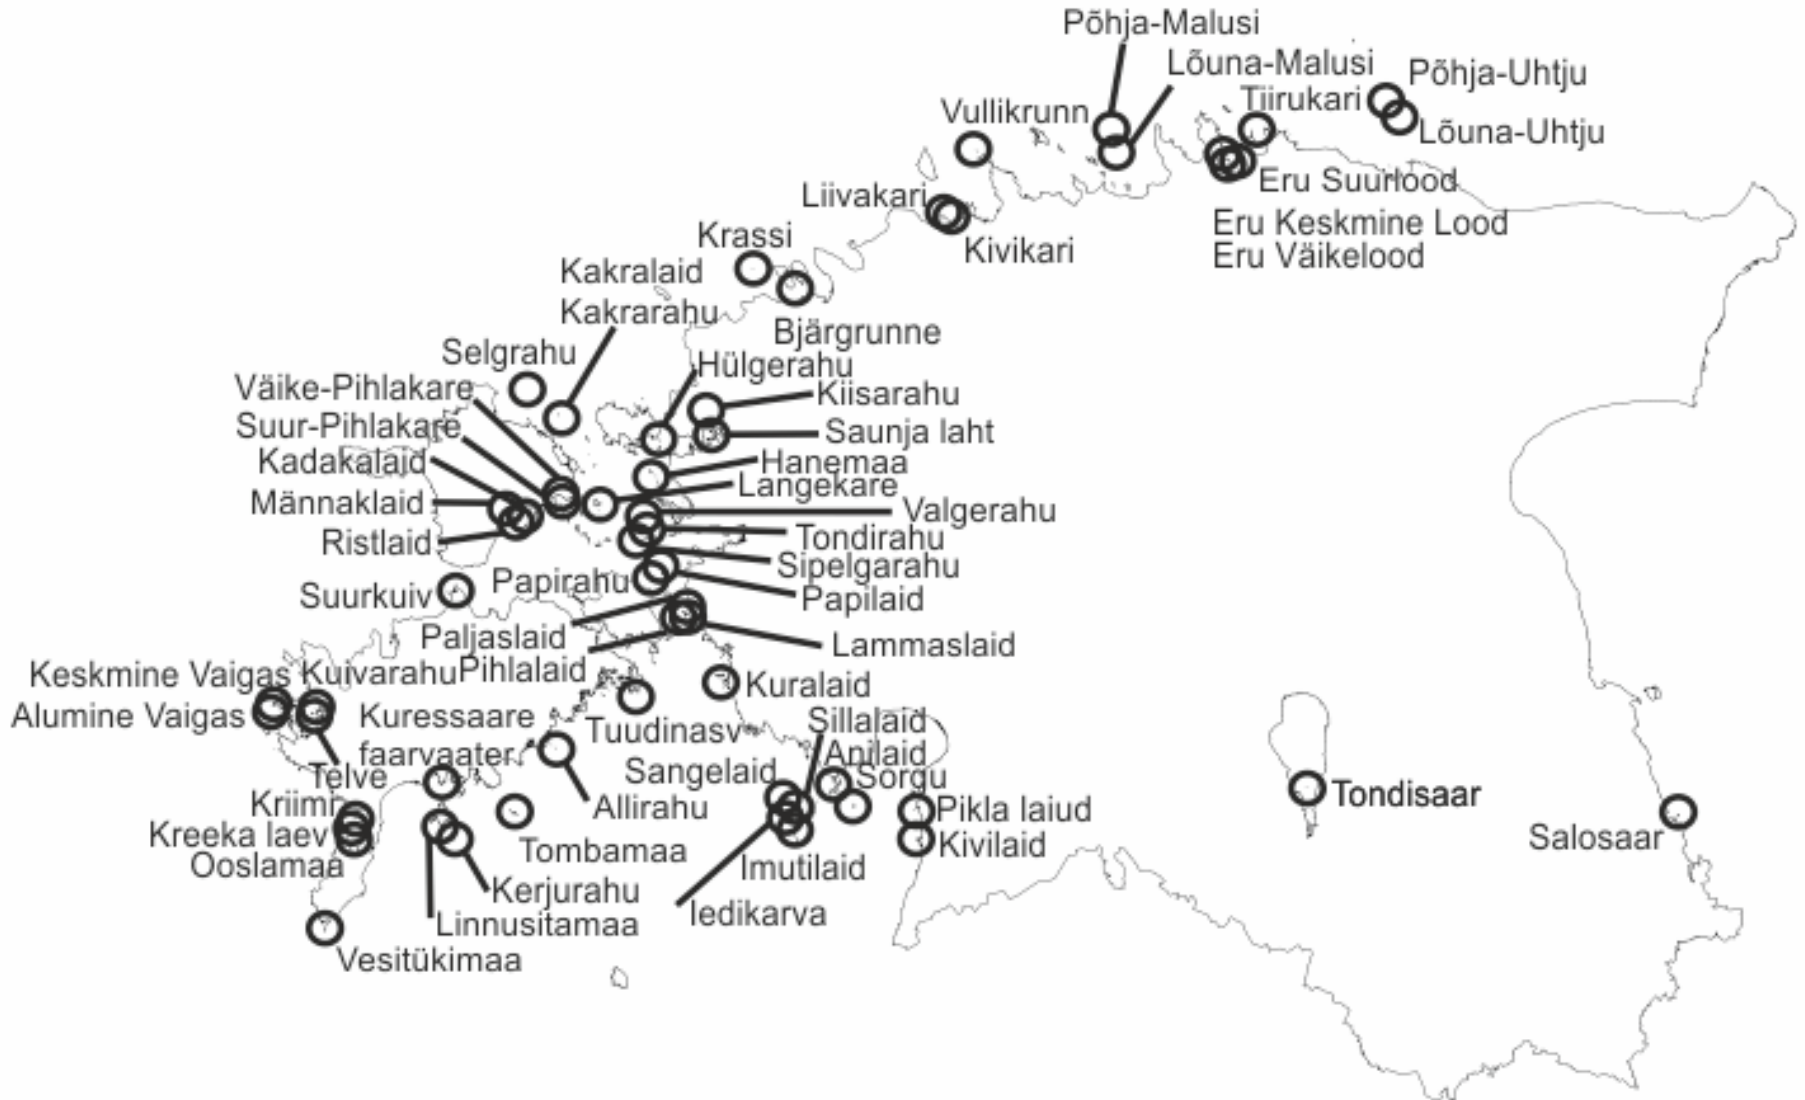 Põhja-Malusi
Lõuna-Malusi
Põhja-Uhtju
Vullikrunn
Tiirukari
Lõuna-Uhtju
Eru Suurlood
Liivakari
Eru Keskmine Lood
Krassi
Kivikari
Eru Väikelood
Kakralaid
Kakrarahu
Bjärgrunne
Selgrahu
Hülgerahu
Väike-Pihlakare
Kiisarahu
Suur-Pihlakare
Saunja laht
Kadakalaid
Hanemaa
Langekare
Männaklaid
Valgerahu
Ristlaid
Tondirahu
Sipelgarahu
Suurkuiv
Papirahu
Papilaid
Paljaslaid
Lammaslaid
Keskmine Vaigas
Kuivarahu
Pihlalaid
Kuralaid
Alumine Vaigas
Kuressaare
faarvaater
Tuudinasv
Sillalaid
Anilaid
Telve
Sangelaid
Sorgu
Kriimi
Allirahu
Pikla laiud
Tondisaar
Kreeka laev
Kivilaid
Salosaar
Ooslamaa
Tombamaa
Imutilaid
Kerjurahu
Linnusitamaa
Iedikarva
Vesitükimaa